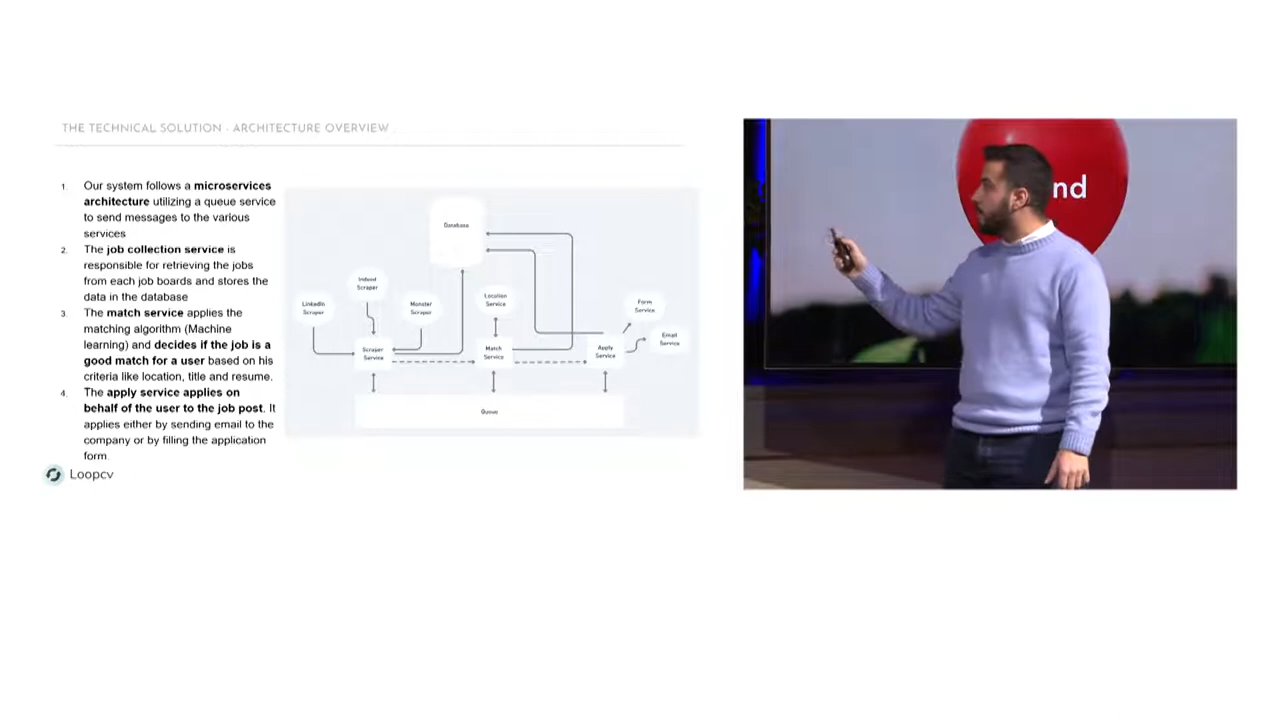 THE TECHNICAL SOLUTION - ARCHITECTURE OVERVIEW
1. Our system follows a microservices
architecture utilizing a queue service
to send messages to the various
services
2. The job collection service is
responsible for retrieving the jobs
from each job boards and stores the
data in the database
3. The match service applies the
matching algorithm (Machine
learning) and decides if the job is a
good match for a user based on his
criteria like location, title and resume.
4. The apply service applies on
behalf of the user to the job post. It
applies either by sending email to the
company or by filling the application
form.
Loopcv
Database
Indeed
Scraper
LinkedIn
Scraper
Monster
Scraper
Location
Service
Form
Service
Email
Service
Scraper
Service
Match
Service
Apply
Service
Queue
nd